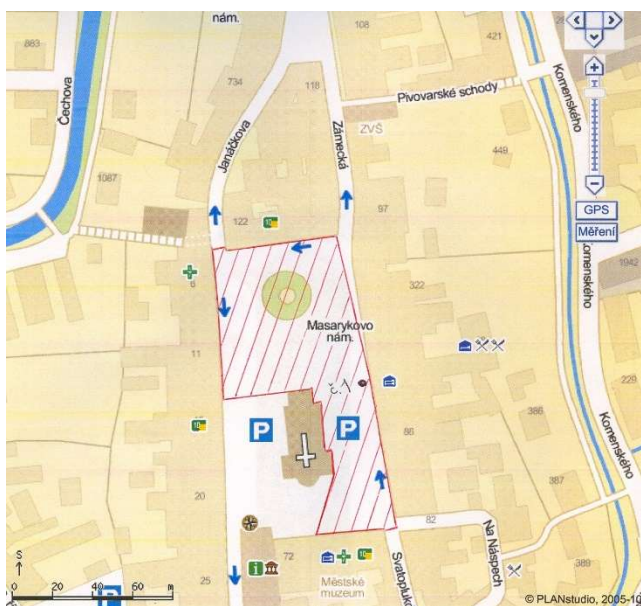 nám.
883
734
118
108
421
Čechova
Janáčkova
Zámecká
Pivovarské schody
ZVŠ
Komenského
449
1087
GPS
Měření
122
97
Komenského
1942
6
322
Masarykovo
nám.
11
č.1
229
86
386
Komenského
P
P
20
387
82
Na Náspech
389
72
Městské
muzeum
25
Svatopluko
i
P
S
0 20 40 60 m
© PLANstudio, 2005-10